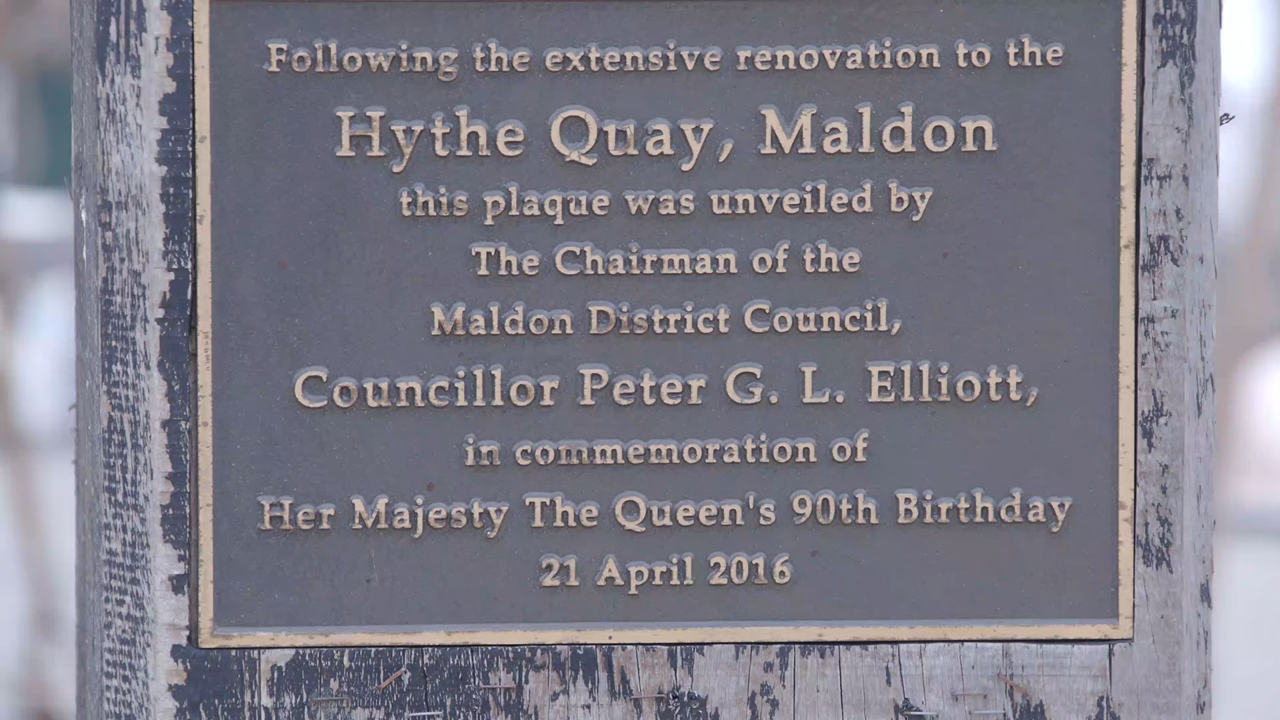 Following the extensive renovation to the
Hythe Quay, Maldon
this plaque was unveiled by
The Chairman of the
Maldon District Council,
Councillor Peter G. L. Elliott,
in commemoration of
Her Majesty The Queen's 90th Birthday
21 April 2016